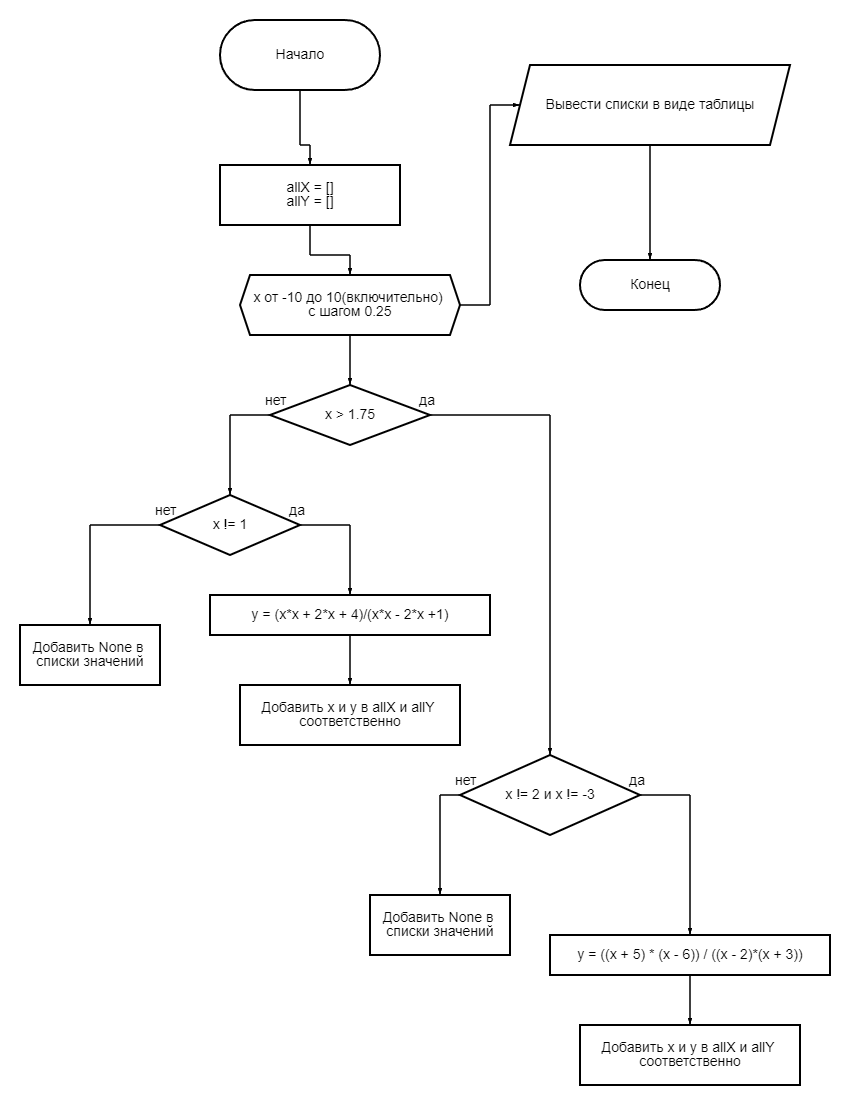 Начало
allX = []
allY = []
x от -10 до 10(включительно)
с шагом 0.25
Вывести списки в виде таблицы
Конец
нет
x > 1.75
да
нет
x != 1
да
y = (x*x + 2*x + 4)/(x*x - 2*x +1)
Добавить None в
списки значений
Добавить x и y в allX и allY
соответственно
нет
x != 2 и x != -3
да
Добавить None в
списки значений
y = ((x + 5) * (x - 6)) / ((x - 2)*(x + 3))
Добавить x и y в allX и allY
соответственно